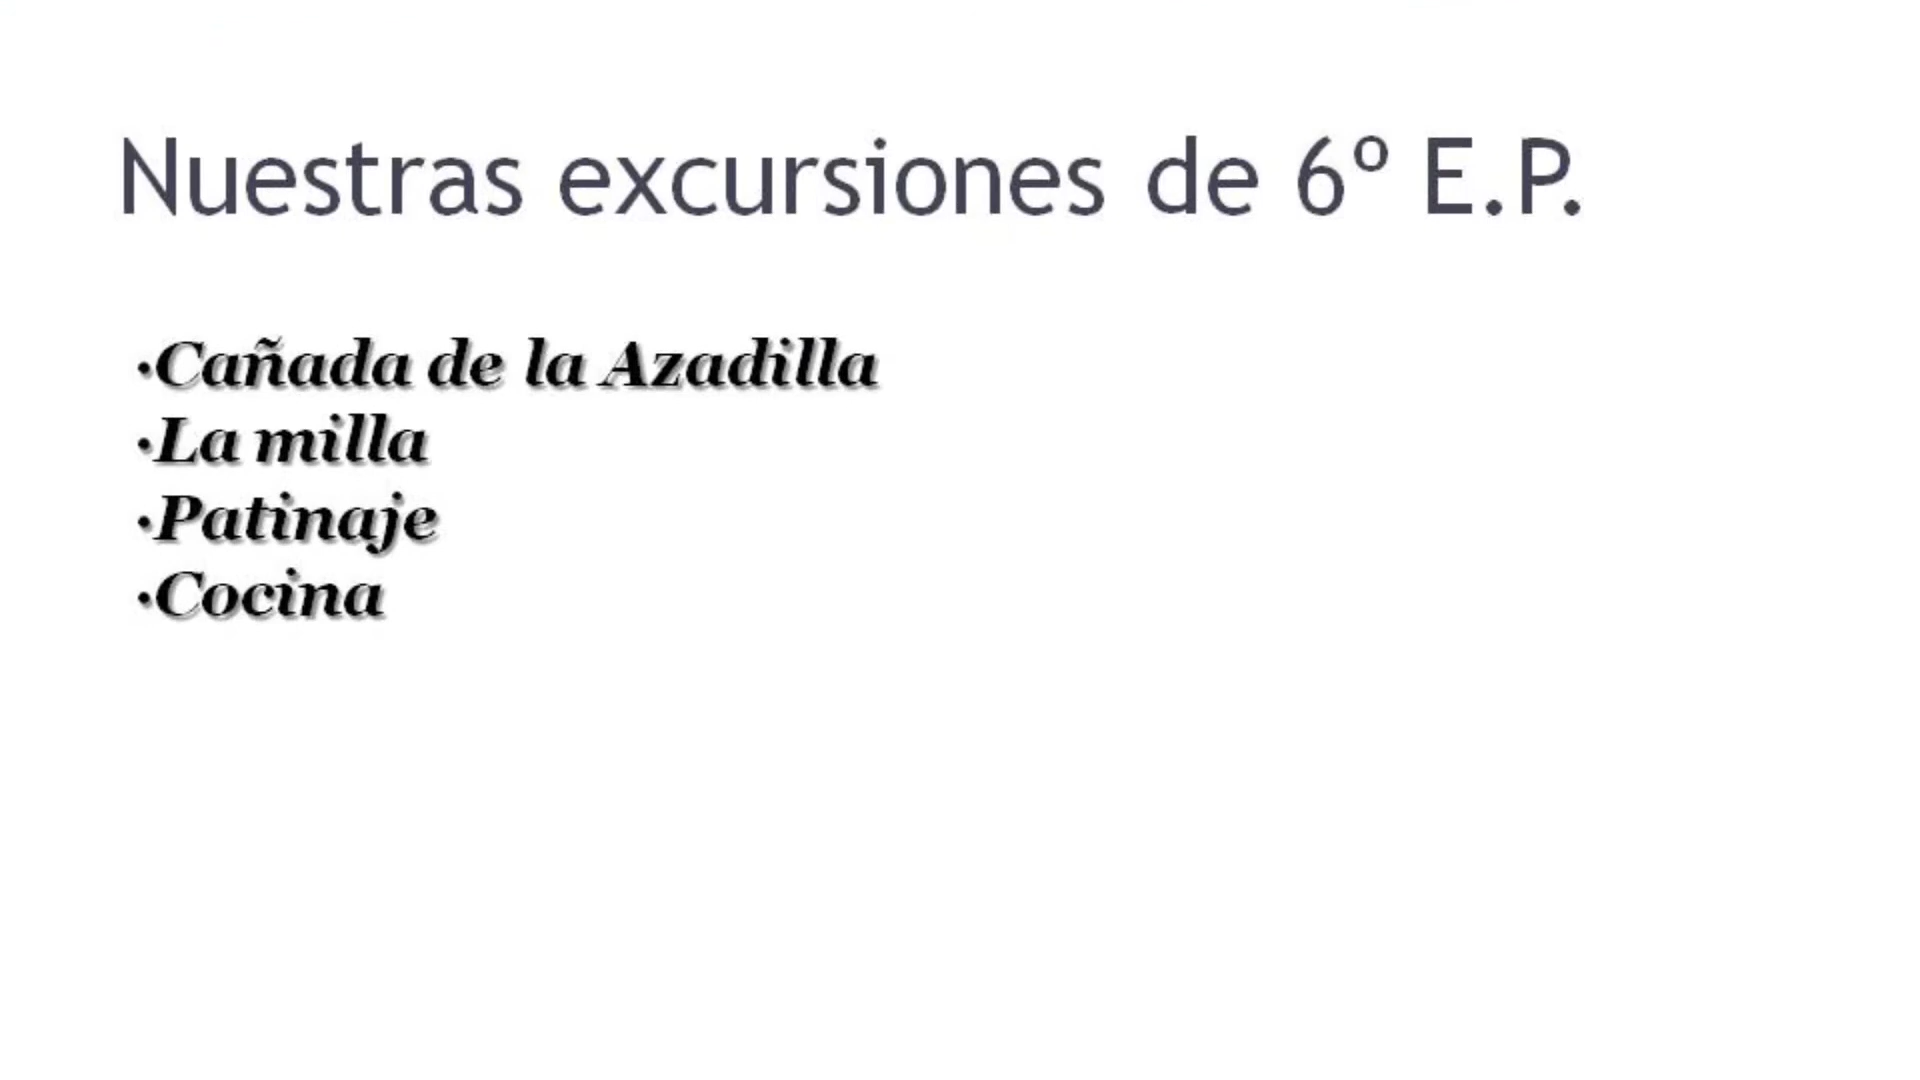 Nuestras excursiones de 6º E.P.
·Cañada de la Azadilla
·La milla
·Patinaje
·Cocina